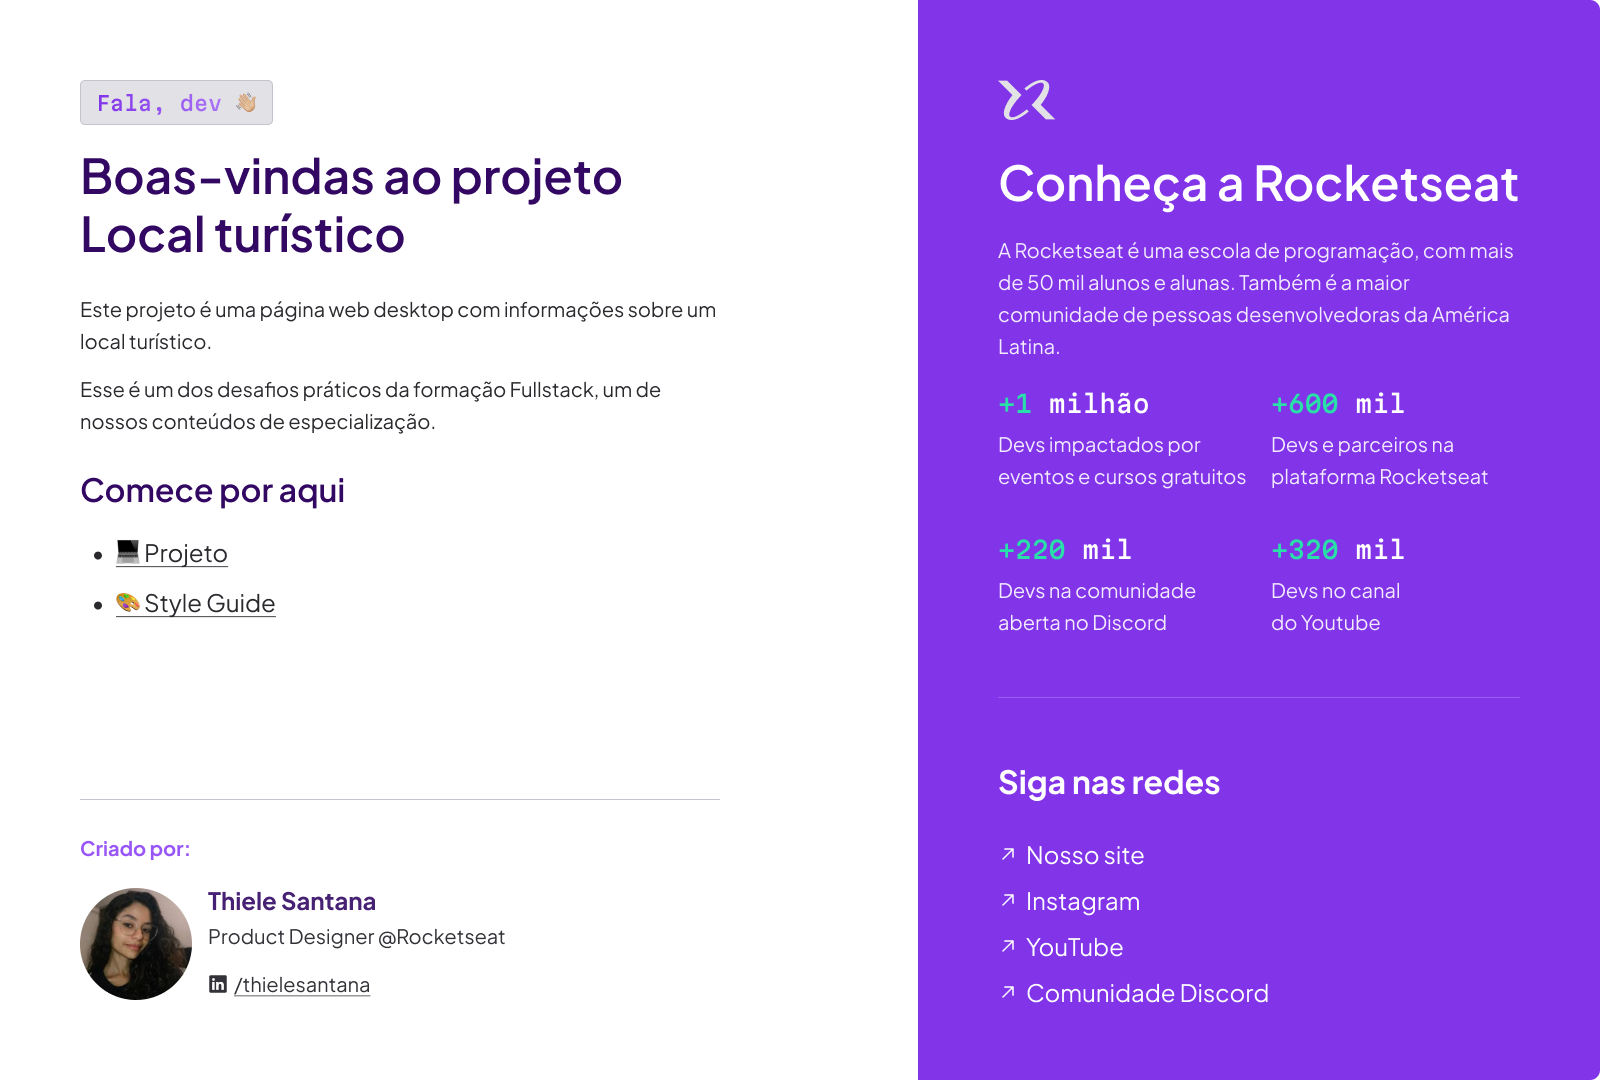 Fala, dev 👋🏼
Boas-vindas ao projeto
Local turístico
Este projeto é uma página web desktop com informações sobre um
local turístico.
Esse é um dos desafios práticos da formação Fullstack, um de
nossos conteúdos de especialização.
Comece por aqui
• 💻 Projeto
• 🎨 Style Guide
Criado por:
Thiele Santana
Product Designer @Rocketseat
/thielesantana
Conheça a Rocketseat
A Rocketseat é uma escola de programação, com mais
de 50 mil alunos e alunas. Também é a maior
comunidade de pessoas desenvolvedoras da América
Latina.
+1 milhão
Devs impactados por
eventos e cursos gratuitos
+600 mil
Devs e parceiros na
plataforma Rocketseat
+220 mil
Devs na comunidade
aberta no Discord
+320 mil
Devs no canal
do Youtube
Siga nas redes
↗ Nosso site
↗ Instagram
↗ YouTube
↗ Comunidade Discord